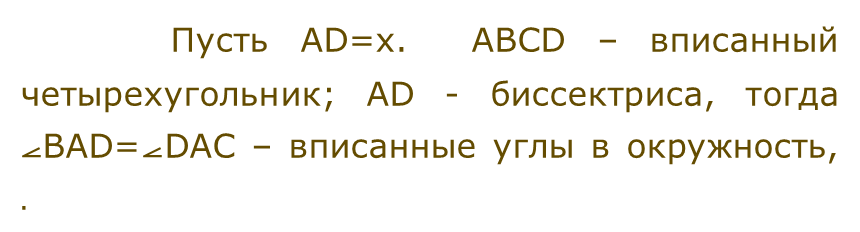 Пусть AD=x. ABCD – вписанный
четырехугольник; AD - биссектриса, тогда
∠BAD=∠DAC – вписанные углы в окружность,
.